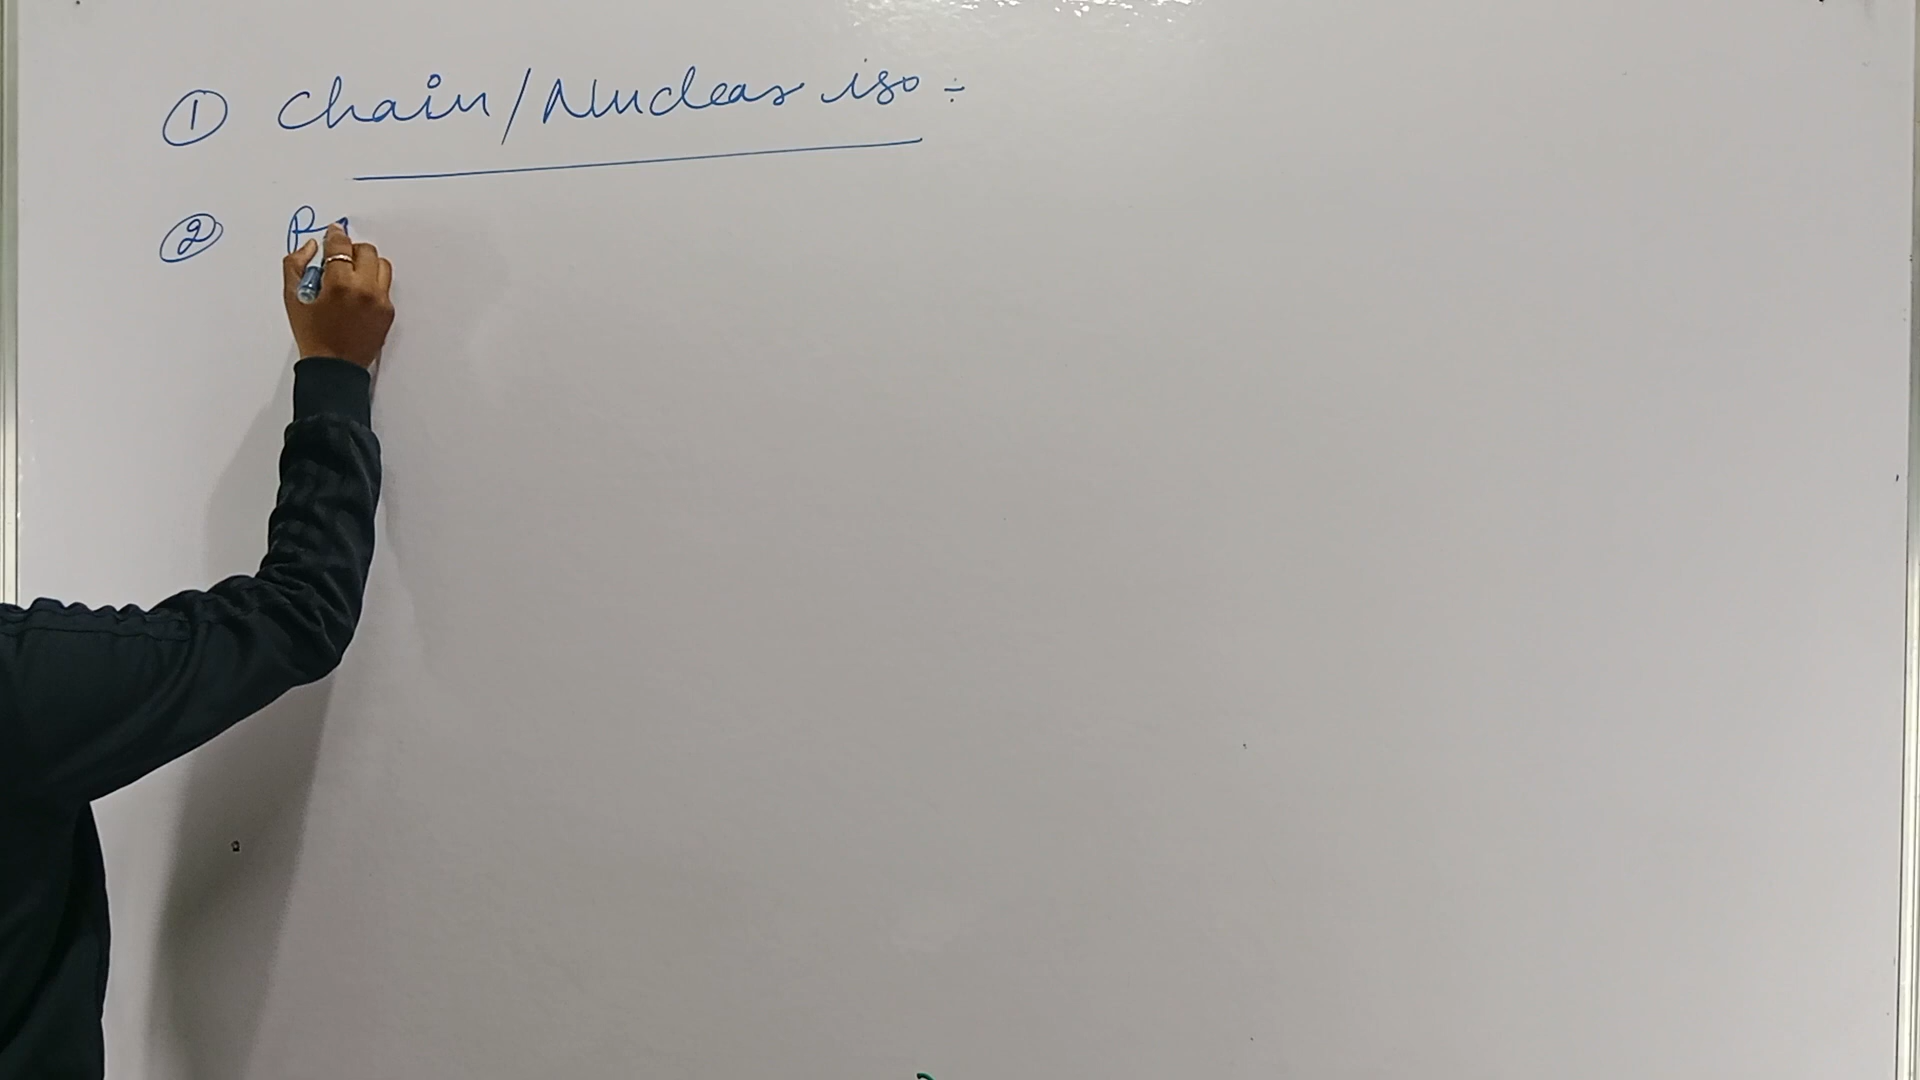 ① Chain/Nuclear iso ÷
②